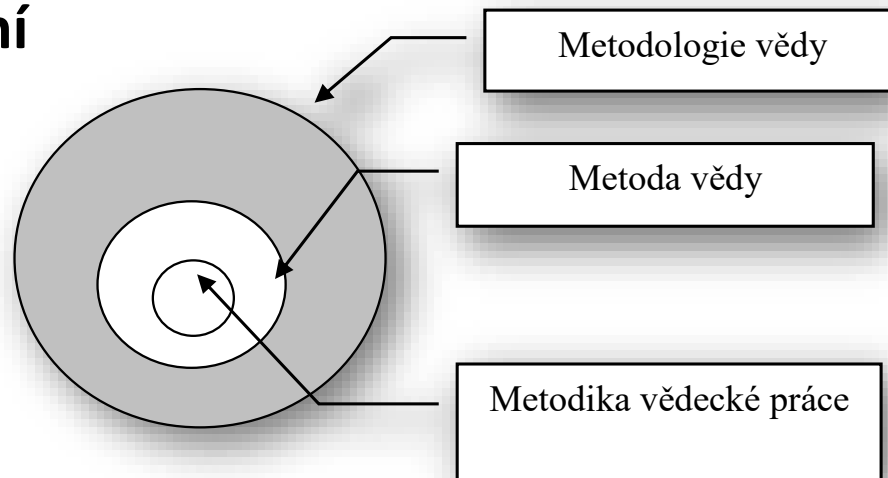 ní
Metodologie vědy
Metoda vědy
Metodika vědecké práce